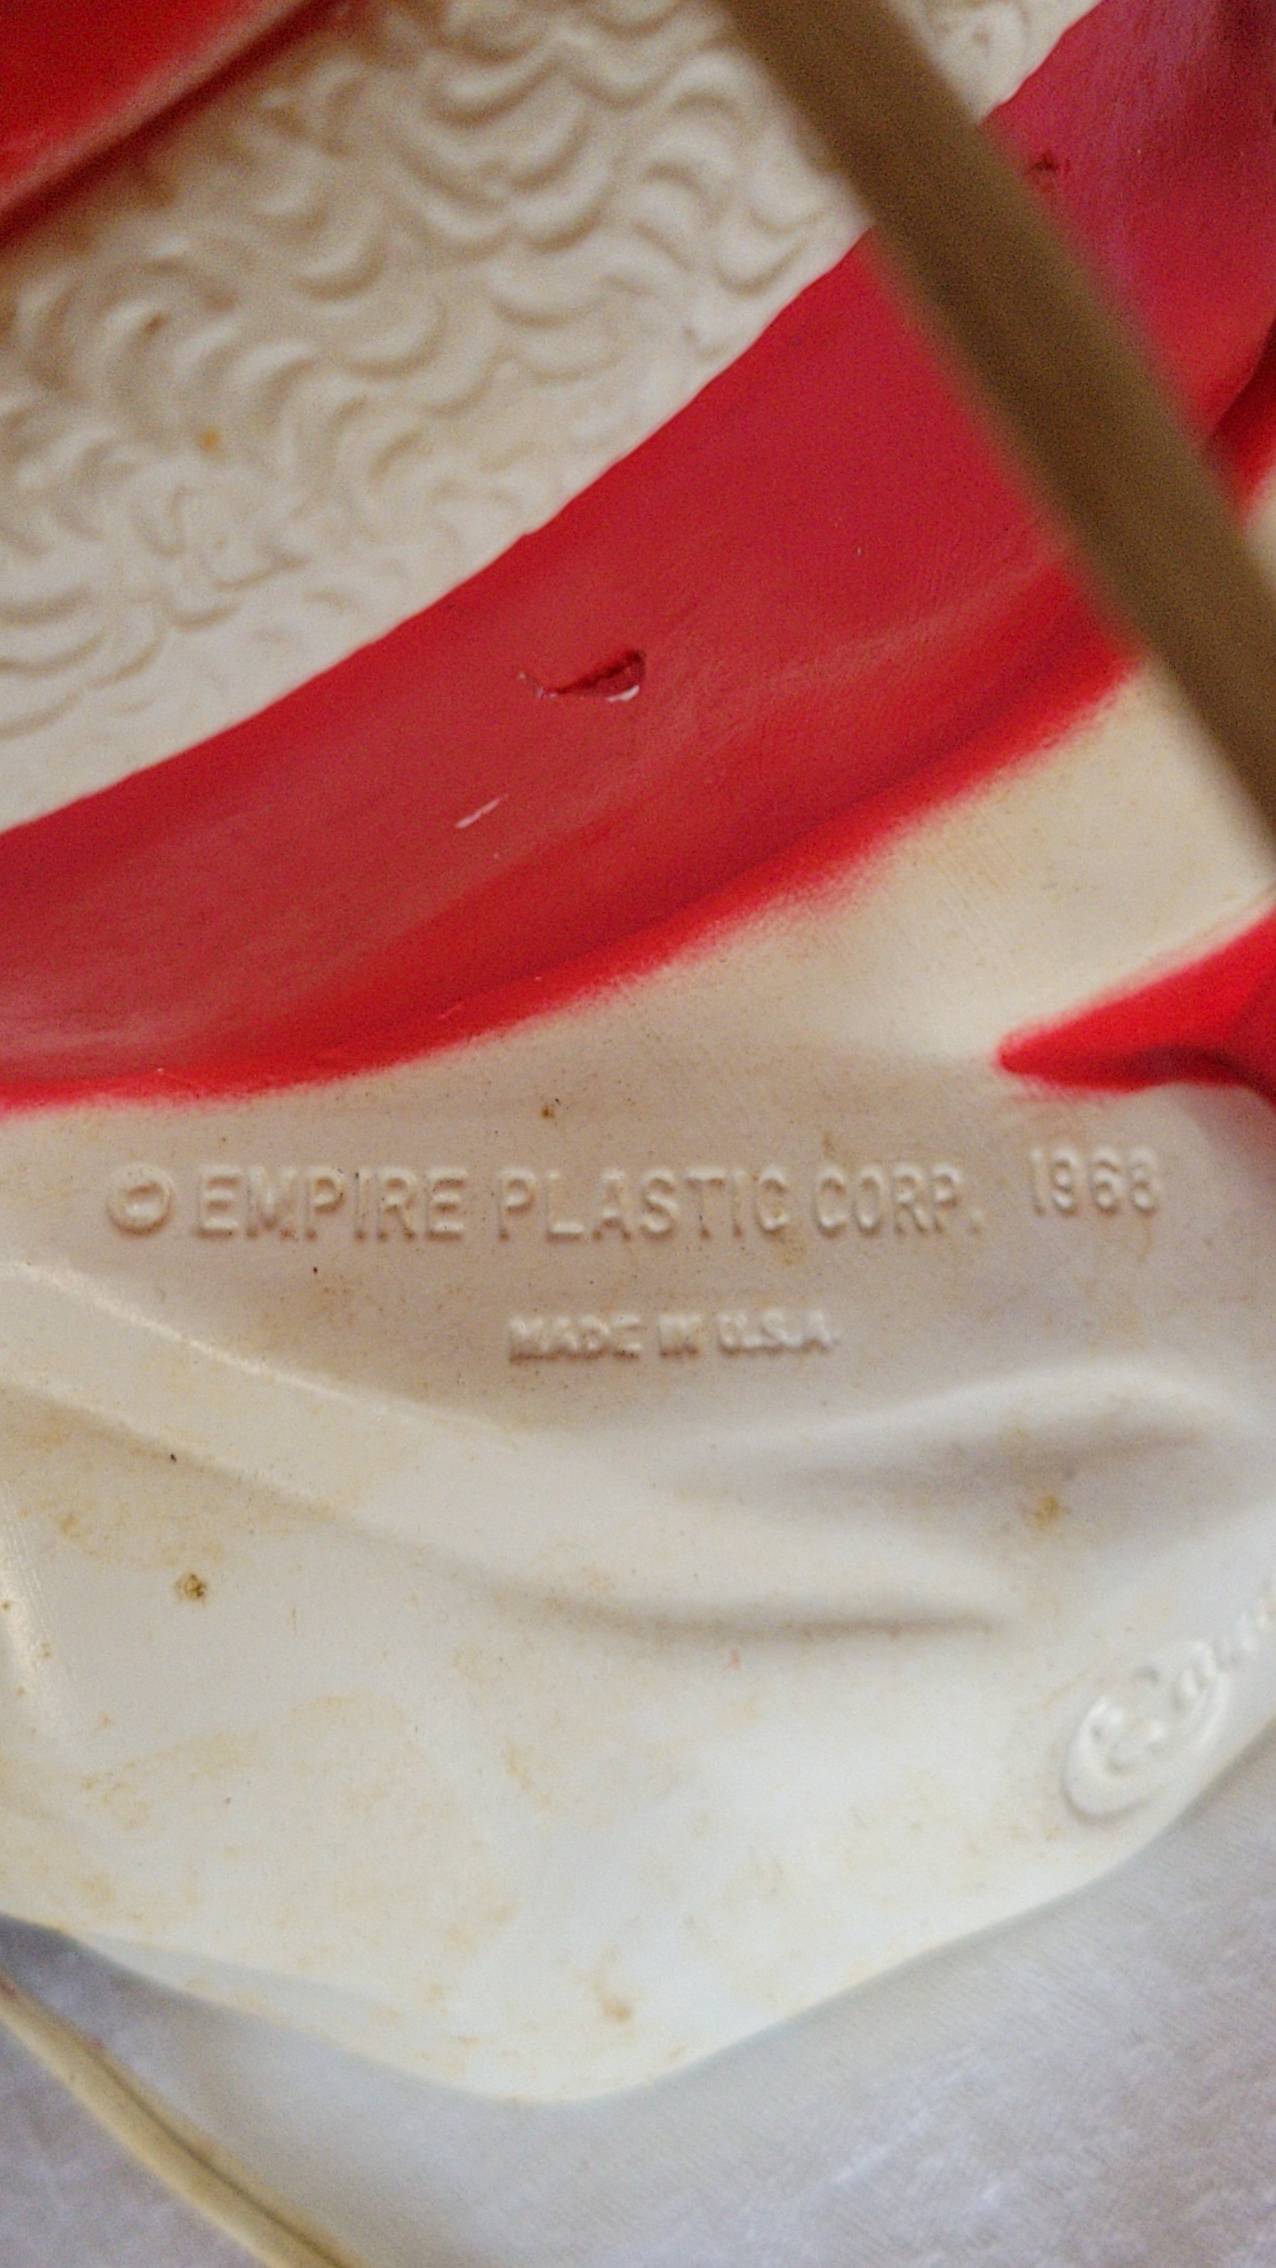 © EMPIRE PLASTIC CORP. 1968
MADE IN U.S.A.